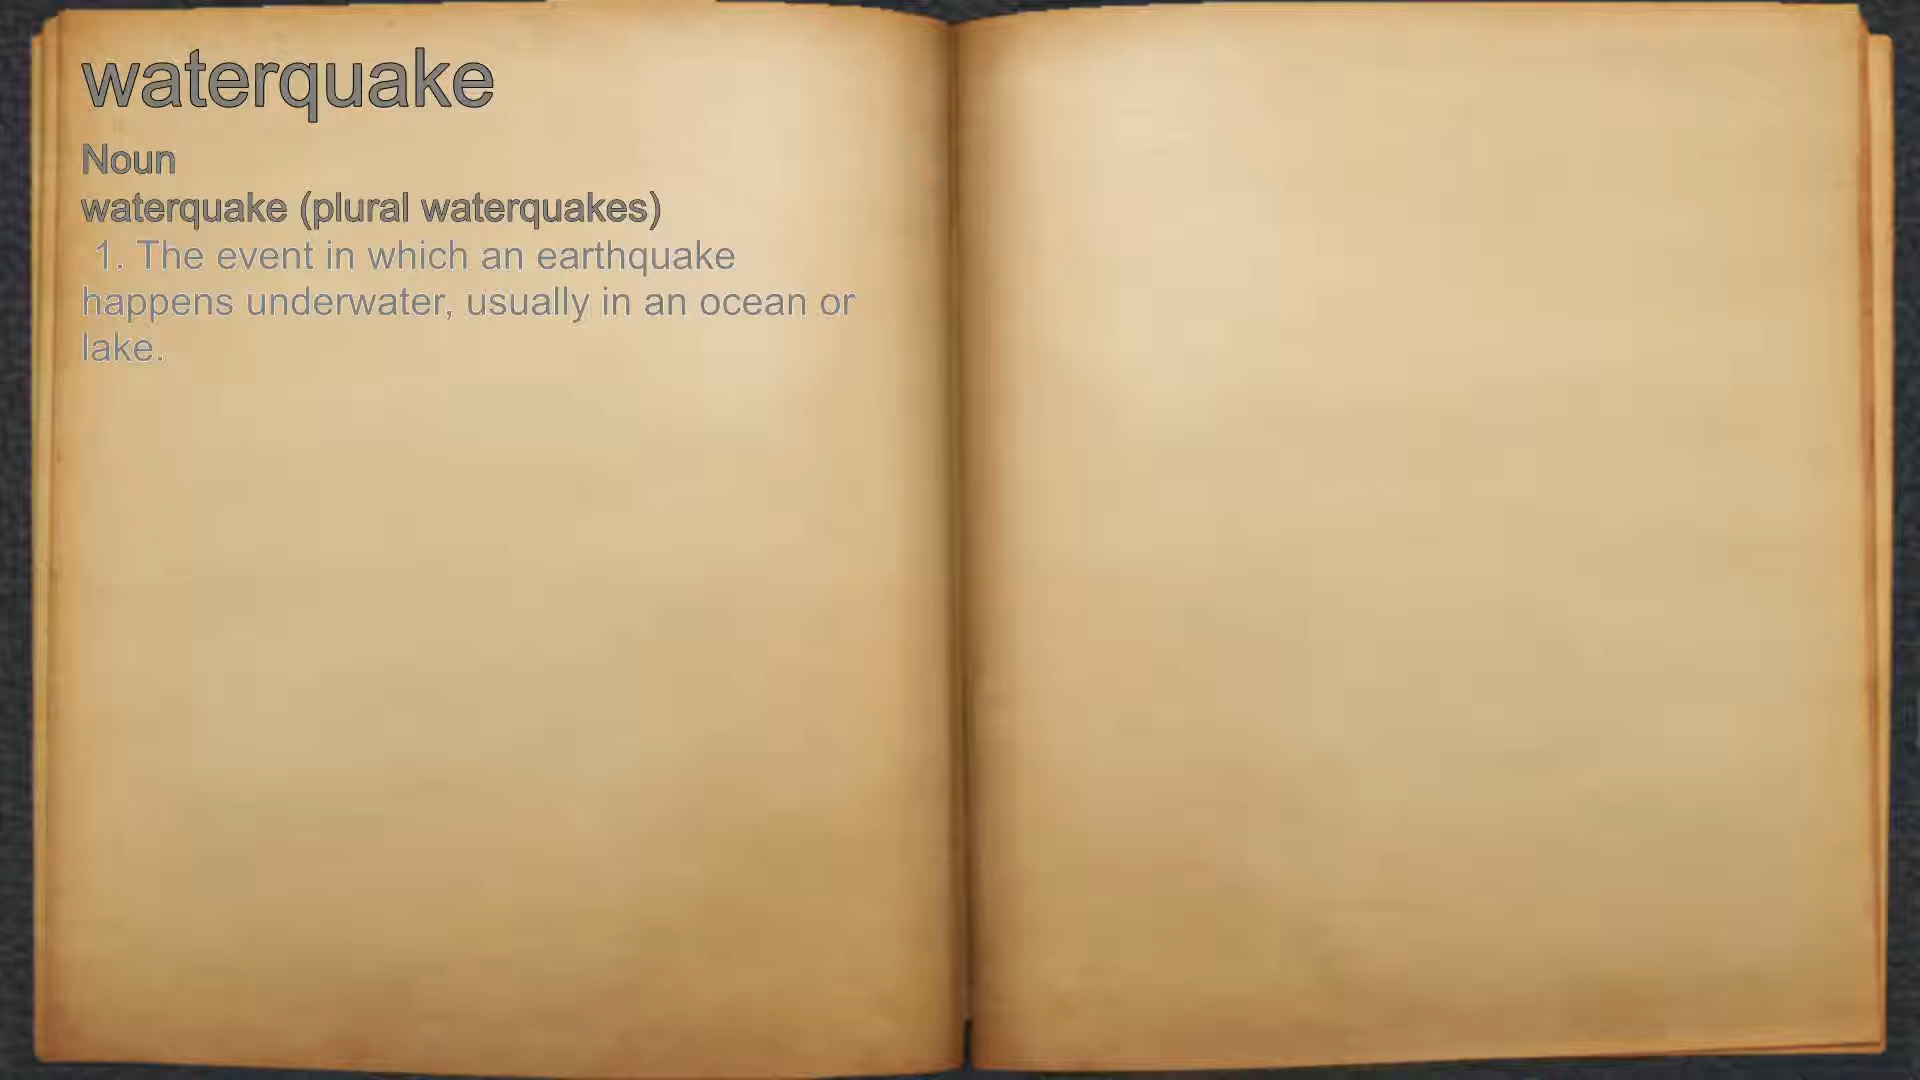 waterquake
Noun
waterquake (plural waterquakes)
1. The event in which an earthquake
happens underwater, usually in an ocean or
lake.